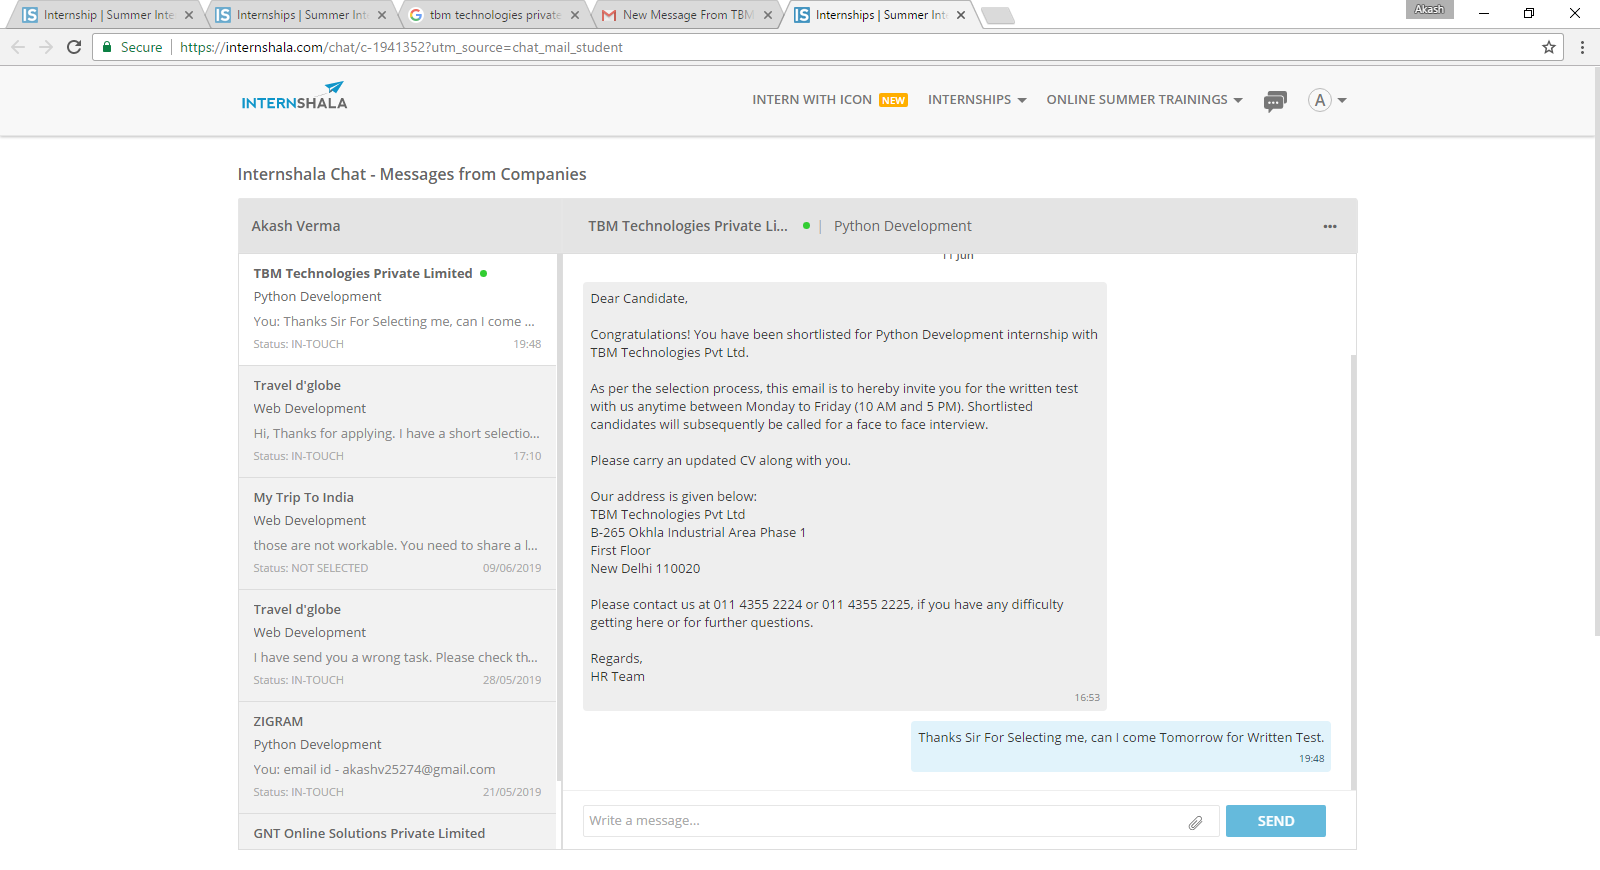 Internship | Summer Inte
Internships | Summer Int
tbm technologies private
New Message From TBM
Internships | Summer Int
Akash
Secure
https://internshala.com/chat/c-1941352?utm_source=chat_mail_student
INTERNSHALA
INTERN WITH ICON NEW
INTERNSHIPS
ONLINE SUMMER TRAININGS
A
Internshala Chat - Messages from Companies
Akash Verma
TBM Technologies Private Limited
Python Development
You: Thanks Sir For Selecting me, can I come ...
Status: IN-TOUCH 19:48
Travel d'globe
Web Development
Hi, Thanks for applying. I have a short selectio...
Status: IN-TOUCH 17:10
My Trip To India
Web Development
those are not workable. You need to share a l...
Status: NOT SELECTED 09/06/2019
Travel d'globe
Web Development
I have send you a wrong task. Please check th...
Status: IN-TOUCH 28/05/2019
ZIGRAM
Python Development
You: email id - akashv25274@gmail.com
Status: IN-TOUCH 21/05/2019
GNT Online Solutions Private Limited
TBM Technologies Private Li... | Python Development
11 Jun
Dear Candidate,
Congratulations! You have been shortlisted for Python Development internship with
TBM Technologies Pvt Ltd.
As per the selection process, this email is to hereby invite you for the written test
with us anytime between Monday to Friday (10 AM and 5 PM). Shortlisted
candidates will subsequently be called for a face to face interview.
Please carry an updated CV along with you.
Our address is given below:
TBM Technologies Pvt Ltd
B-265 Okhla Industrial Area Phase 1
First Floor
New Delhi 110020
Please contact us at 011 4355 2224 or 011 4355 2225, if you have any difficulty
getting here or for further questions.
Regards,
HR Team
16:53
Thanks Sir For Selecting me, can I come Tomorrow for Written Test.
19:48
Write a message...
SEND